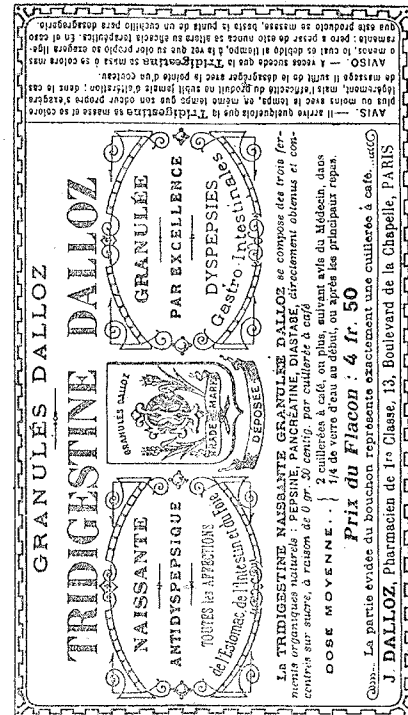 GRANULÉS DALLOZ
TRIDIGESTINE DALLOZ
NAISSANTE
ANTIDYSPEPSIQUE
TOUTES les AFFECTIONS
de l'Estomac, de l'Intestin et du Foie
GRANULES DALLOZ
MARQUE
DÉPOSÉE
GRANULÉE
PAR EXCELLENCE
DYSPEPSIES
Gastro-Intestinales
La TRIDIGESTINE NAISSANTE GRANULÉE DALLOZ se compose des trois fer-
ments organiques naturels : PEPSINE, PANCRÉATINE, DIASTASE, directement obtenus et con-
centrés sur sucre, à raison de 0 gr. 30 centig. par cuillerée à café
DOSE MOYENNE.. { 2 cuillerées à café, ou plus, suivant avis du Médecin, dans
1/4 de verre d'eau au début, ou après les principaux repas.
Prix du Flacon : 4 fr. 50
La partie évidée du bouchon représente exactement une cuillerée à café.
J. DALLOZ, Pharmacien de 1re Classe, 13, Boulevard de la Chapelle, PARIS
AVIS. — Il arrive quelquefois que la Tridigestine se masse et se colore
plus ou moins avec le temps, en même temps que son odeur propre s'exagère
légèrement, mais l'efficacité du produit ne subit jamais d'altération : dans le cas
de massage il suffit de le désagréger avec la pointe d'un couteau.
AVISO. — A veces sucede que la Tridigestina se masa ó se colora mas
ó menos, lo cual es debido al tiempo, à la vez que su olor propio se exagera lige-
ramente; pero a pesar de esto nunca se altera su eficacia terapéutica. En el caso
que este producto se masase, basta la punta de un cuchillo para desagregarlo.